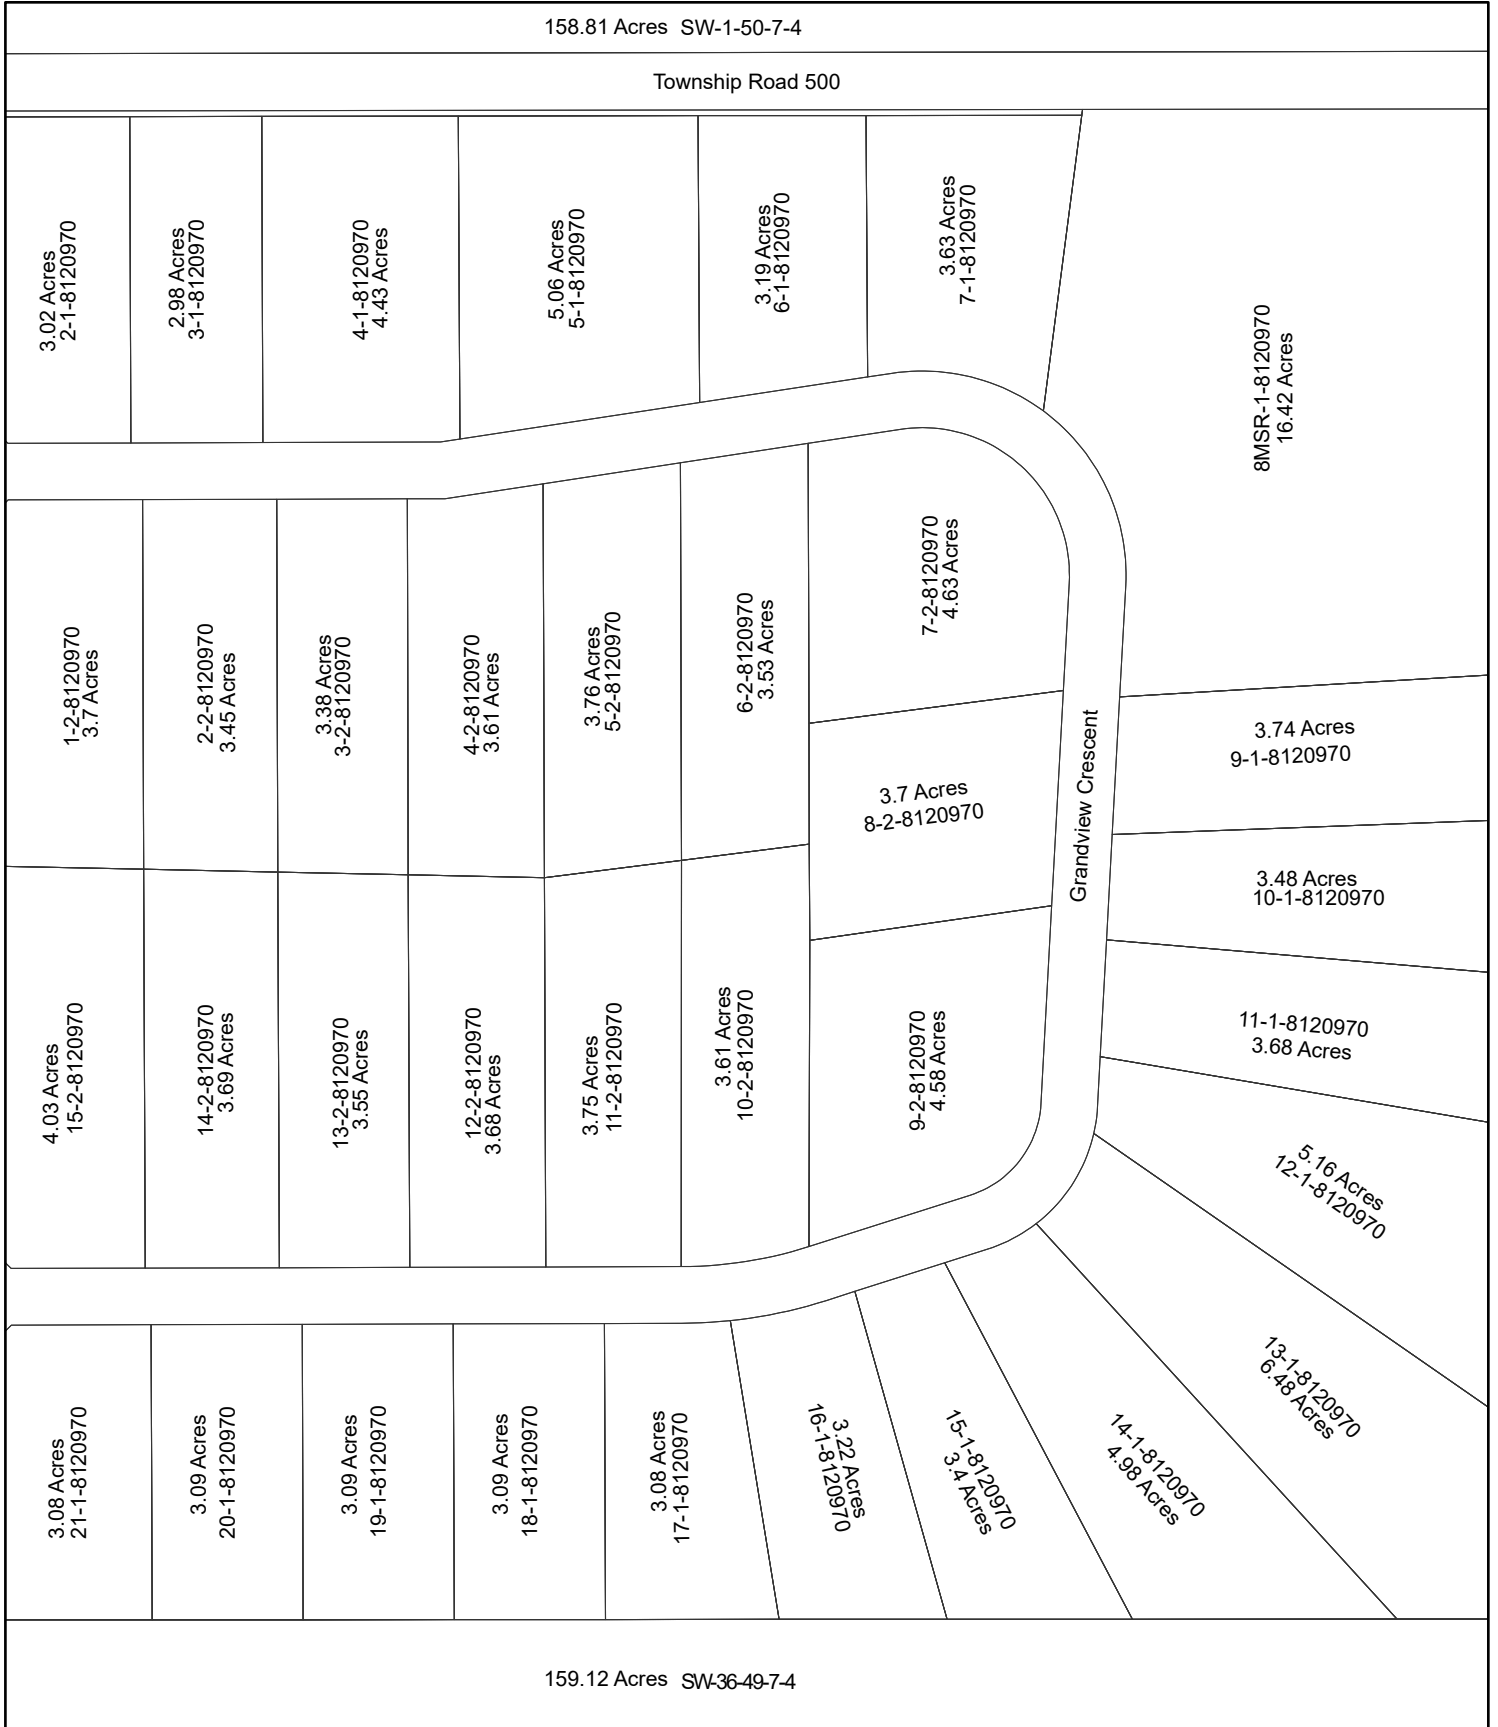 158.81 Acres SW-1-50-7-4
Township Road 500
3.02 Acres
2-1-8120970
2.98 Acres
3-1-8120970
4-1-8120970
4.43 Acres
5.06 Acres
5-1-8120970
3.19 Acres
6-1-8120970
3.63 Acres
7-1-8120970
8MSR-1-8120970
16.42 Acres
1-2-8120970
3.7 Acres
2-2-8120970
3.45 Acres
3.38 Acres
3-2-8120970
4-2-8120970
3.61 Acres
3.76 Acres
5-2-8120970
6-2-8120970
3.53 Acres
7-2-8120970
4.63 Acres
3.7 Acres
8-2-8120970
Grandview Crescent
3.74 Acres
9-1-8120970
3.48 Acres
10-1-8120970
11-1-8120970
3.68 Acres
4.03 Acres
15-2-8120970
14-2-8120970
3.69 Acres
13-2-8120970
3.55 Acres
12-2-8120970
3.68 Acres
3.75 Acres
11-2-8120970
3.61 Acres
10-2-8120970
9-2-8120970
4.58 Acres
5.16 Acres
12-1-8120970
13-1-8120970
6.48 Acres
3.08 Acres
21-1-8120970
3.09 Acres
20-1-8120970
3.09 Acres
19-1-8120970
3.09 Acres
18-1-8120970
3.08 Acres
17-1-8120970
3.22 Acres
16-1-8120970
15-1-8120970
3.4 Acres
14-1-8120970
4.98 Acres
159.12 Acres SW-36-49-7-4